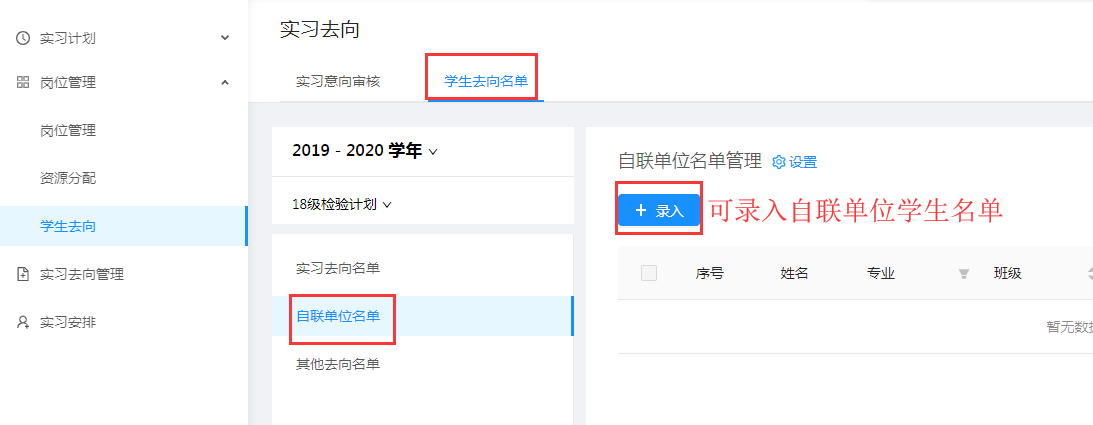 实习计划
岗位管理
岗位管理
资源分配
学生去向
实习去向管理
实习安排
实习去向
实习意向审核
学生去向名单
2019 - 2020 学年
18级检验计划
实习去向名单
自联单位名单
其他去向名单
自联单位名单管理 设置
+ 录入 可录入自联单位学生名单
序号 姓名 专业 班级
暂无数